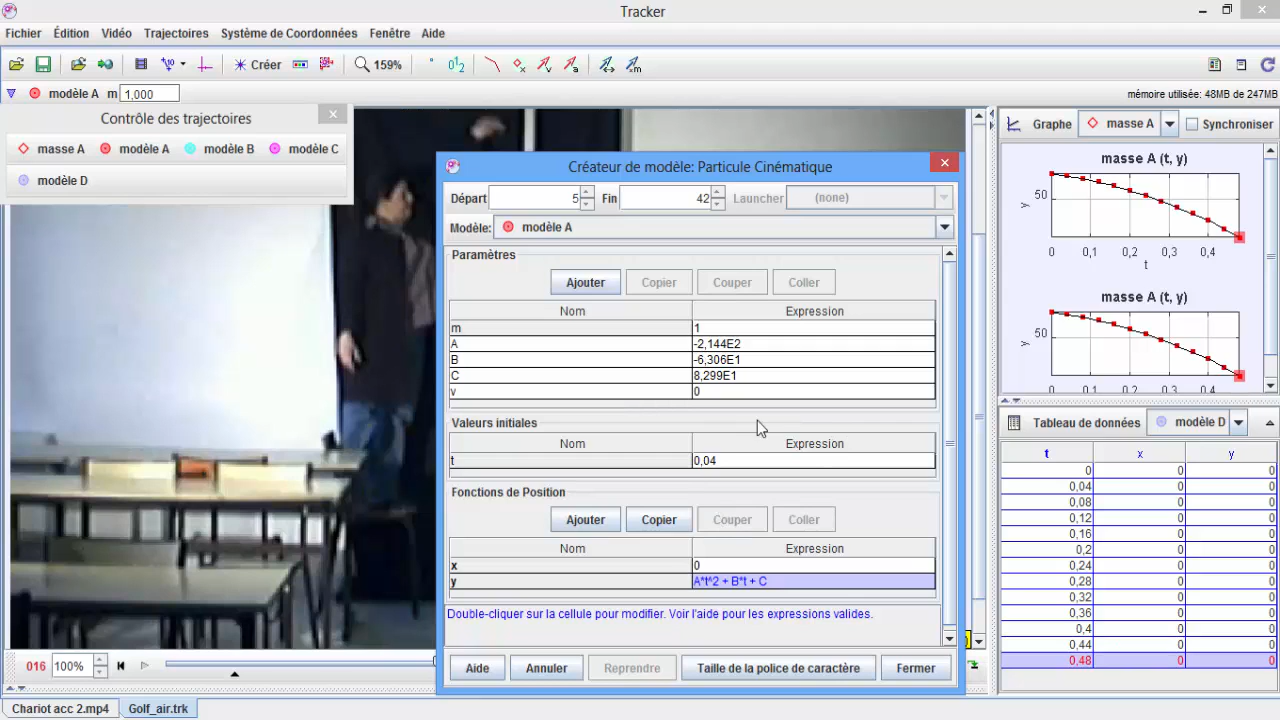 Tracker
Fichier Édition Vidéo Trajectoires Système de Coordonnées Fenêtre Aide
Créer 159%
modèle A m 1,000 mémoire utilisée: 48MB de 247MB
Contrôle des trajectoires
masse A modèle A modèle B modèle C
modèle D
Créateur de modèle: Particule Cinématique
Départ 5 Fin 42 Launcher (none)
Modèle: modèle A
Paramètres
Ajouter Copier Couper Coller
Nom Expression
m 1
A -2,144E2
B -6,306E1
C 8,299E1
v 0
Valeurs initiales
Nom Expression
t 0,04
Fonctions de Position
Ajouter Copier Couper Coller
Nom Expression
x 0
y A*t^2 + B*t + C
Double-cliquer sur la cellule pour modifier. Voir l'aide pour les expressions valides.
Aide Annuler Reprendre Taille de la police de caractère Fermer
Graphe masse A Synchroniser
masse A (t, y)
y 50
0 0,1 0,2 0,3 0,4
t
masse A (t, y)
y 50
0 0,1 0,2 0,3 0,4
Tableau de données modèle D
t x y
0 0 0
0,04 0 0
0,08 0 0
0,12 0 0
0,16 0 0
0,2 0 0
0,24 0 0
0,28 0 0
0,32 0 0
0,36 0 0
0,4 0 0
0,44 0 0
0,48 0 0
016 100%
Chariot acc 2.mp4 Golf_air.trk